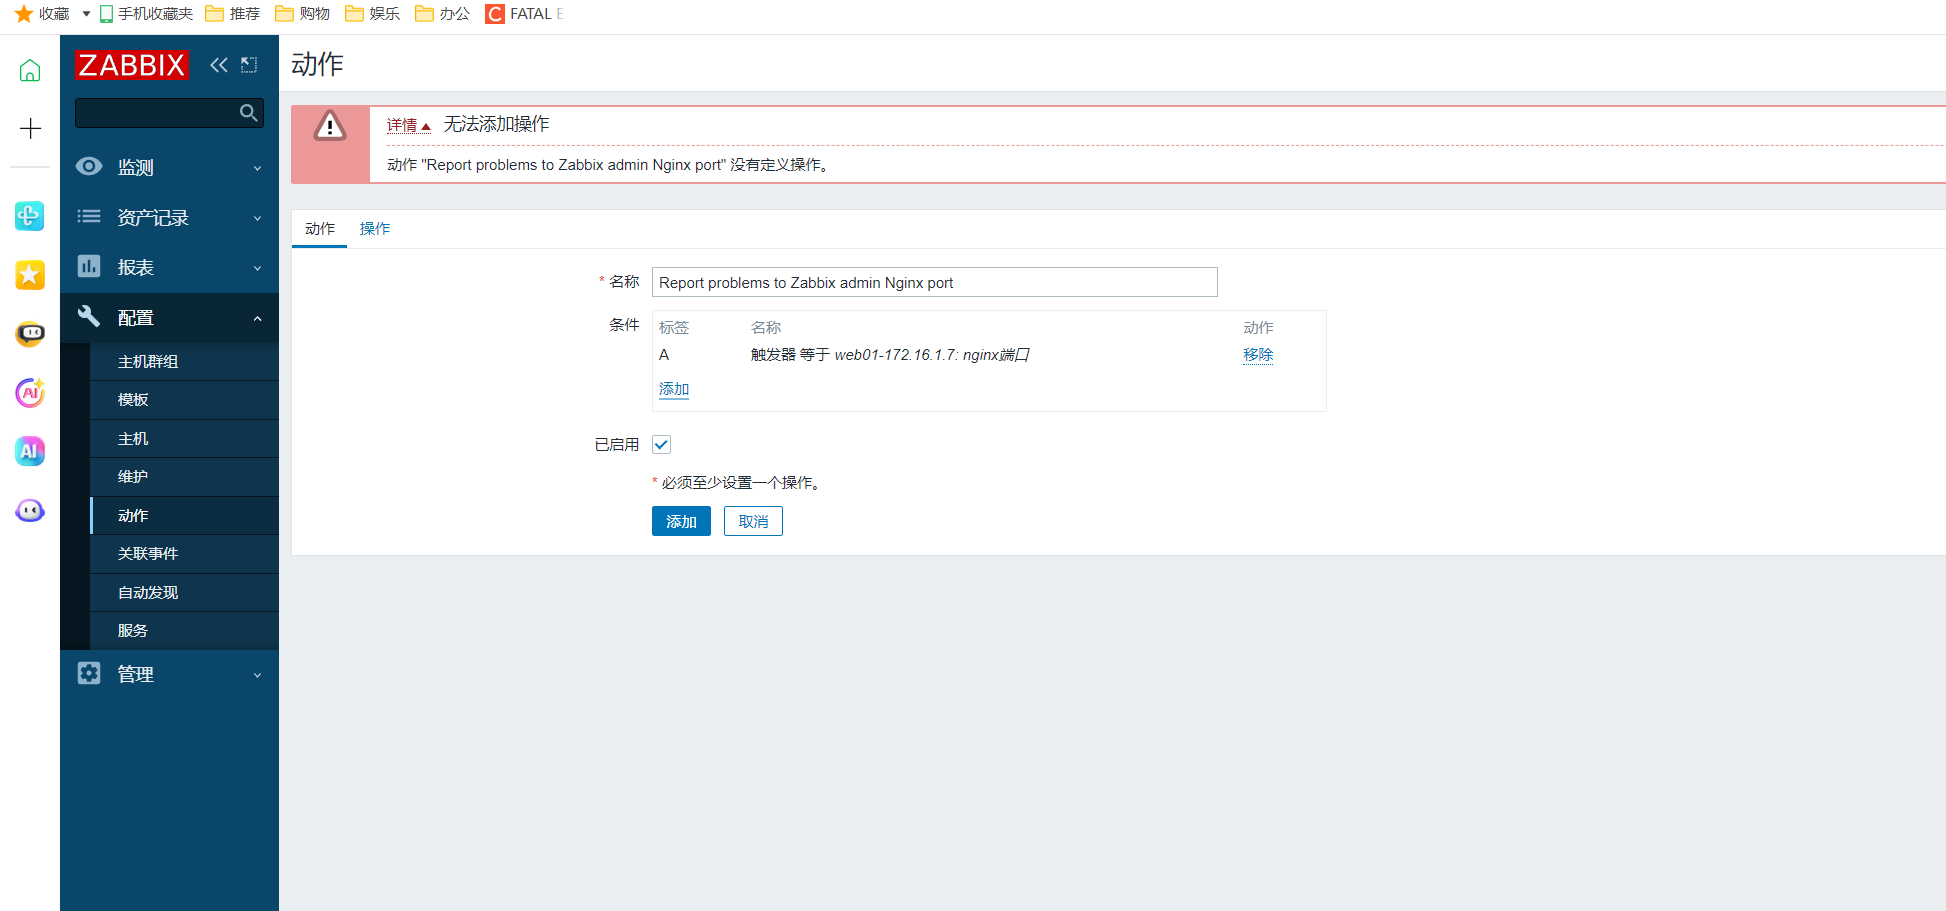 收藏 手机收藏夹 推荐 购物 娱乐 办公 C FATAL E
ZABBIX
动作
详情 无法添加操作
动作 "Report problems to Zabbix admin Nginx port" 没有定义操作。
监测
资产记录
报表
配置
主机群组
模板
主机
维护
动作
关联事件
自动发现
服务
管理
动作 操作
* 名称 Report problems to Zabbix admin Nginx port
条件 标签 名称 动作
A 触发器 等于 web01-172.16.1.7: nginx端口 移除
添加
已启用
* 必须至少设置一个操作。
添加 取消
AI
AI